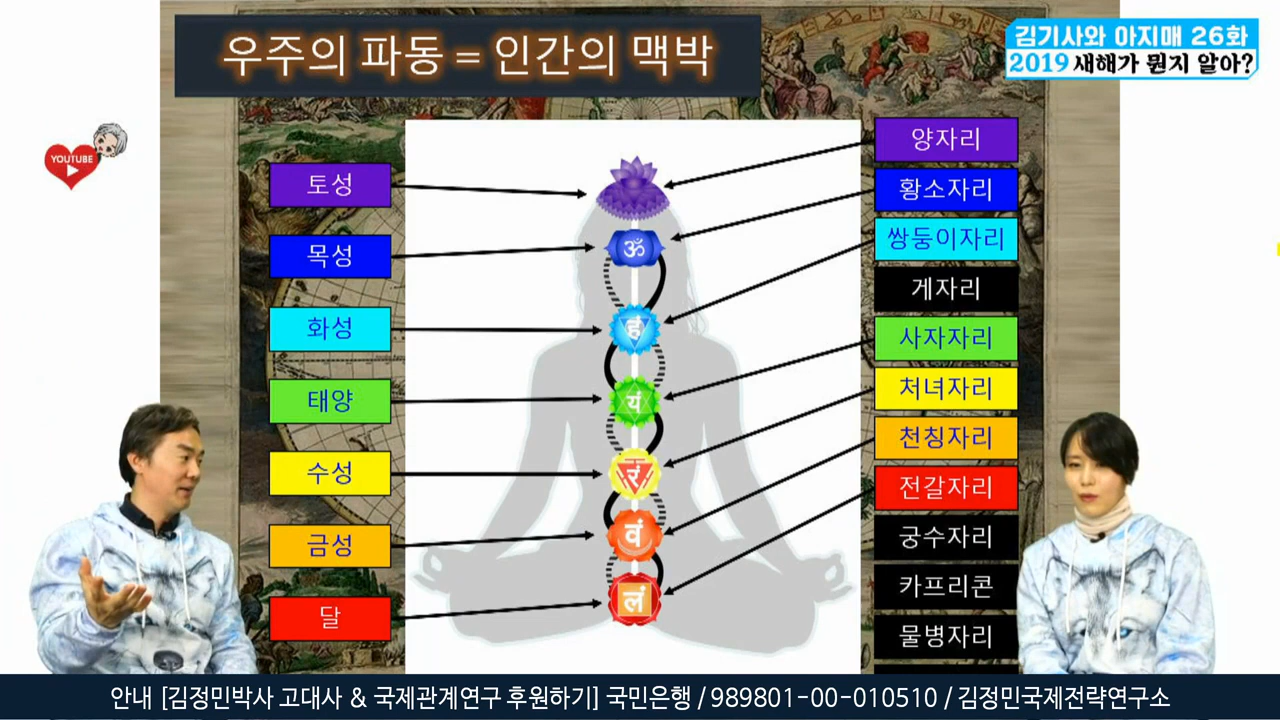 우주의 파동 = 인간의 맥박
김기사와 아지매 26화
2019 새해가 뭔지 알아?
YOUTUBE
토성
목성
화성
태양
수성
금성
달
ॐ
हं
यं
रं
वं
लं
양자리
황소자리
쌍둥이자리
게자리
사자자리
처녀자리
천칭자리
전갈자리
궁수자리
카프리콘
물병자리
안내 [김정민박사 고대사 & 국제관계연구 후원하기] 국민은행 / 989801-00-010510 / 김정민국제전략연구소